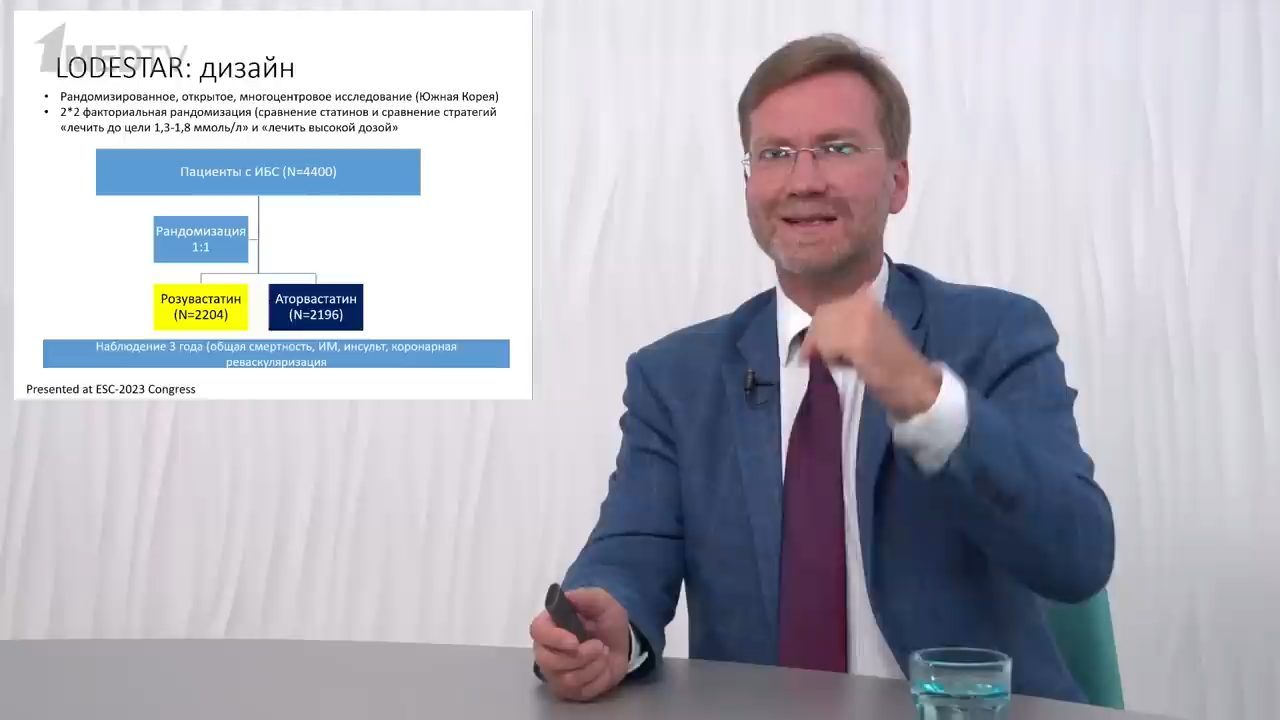 1MEDTV
LODESTAR: дизайн
• Рандомизированное, открытое, многоцентровое исследование (Южная Корея)
• 2*2 факториальная рандомизация (сравнение статинов и сравнение стратегий
«лечить до цели 1,3-1,8 ммоль/л» и «лечить высокой дозой»
Пациенты с ИБС (N=4400)
Рандомизация
1:1
Розувастатин
(N=2204)
Аторвастатин
(N=2196)
Наблюдение 3 года (общая смертность, ИМ, инсульт, коронарная
реваскуляризация
Presented at ESC-2023 Congress